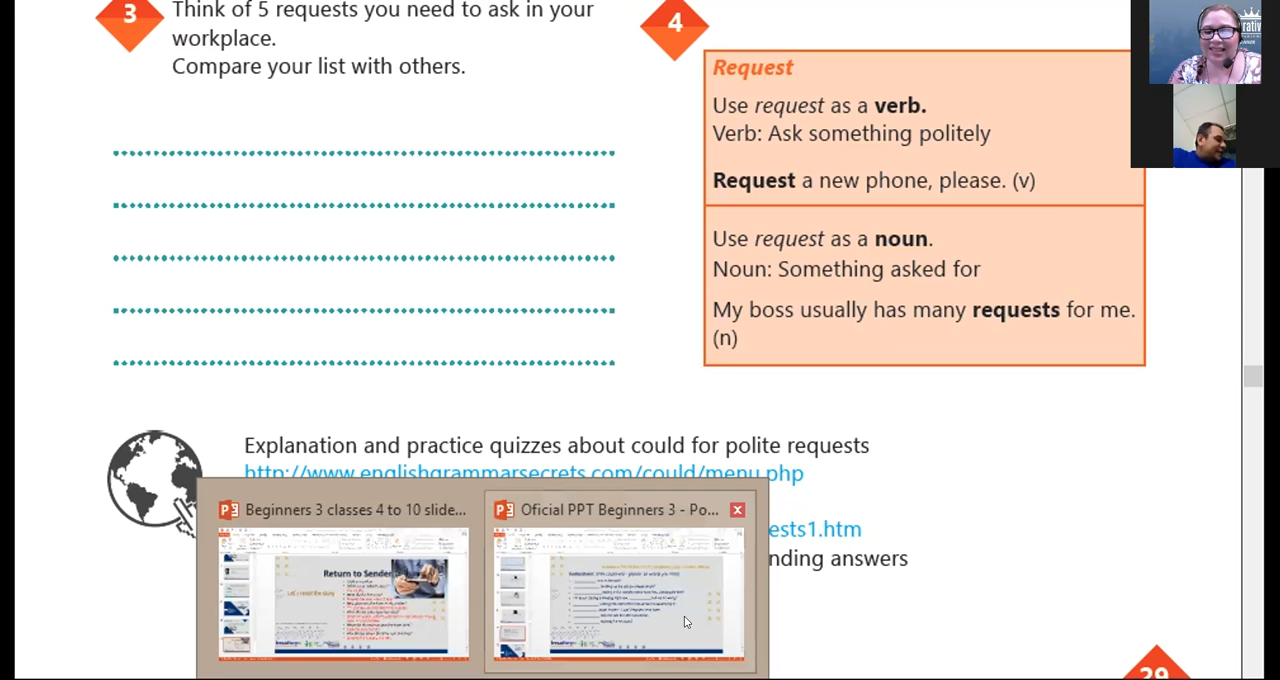 3
Think of 5 requests you need to ask in your
workplace.
Compare your list with others.
4
Request
Use request as a verb.
Verb: Ask something politely
Request a new phone, please. (v)
Use request as a noun.
Noun: Something asked for
My boss usually has many requests for me.
(n)
Explanation and practice quizzes about could for polite requests
http://www.englishgrammarsecrets.com/could/menu.php
ests1.htm
nding answers
Beginners 3 classes 4 to 10 slide...
Oficial PPT Beginners 3 - Po...
Return to Sender
29